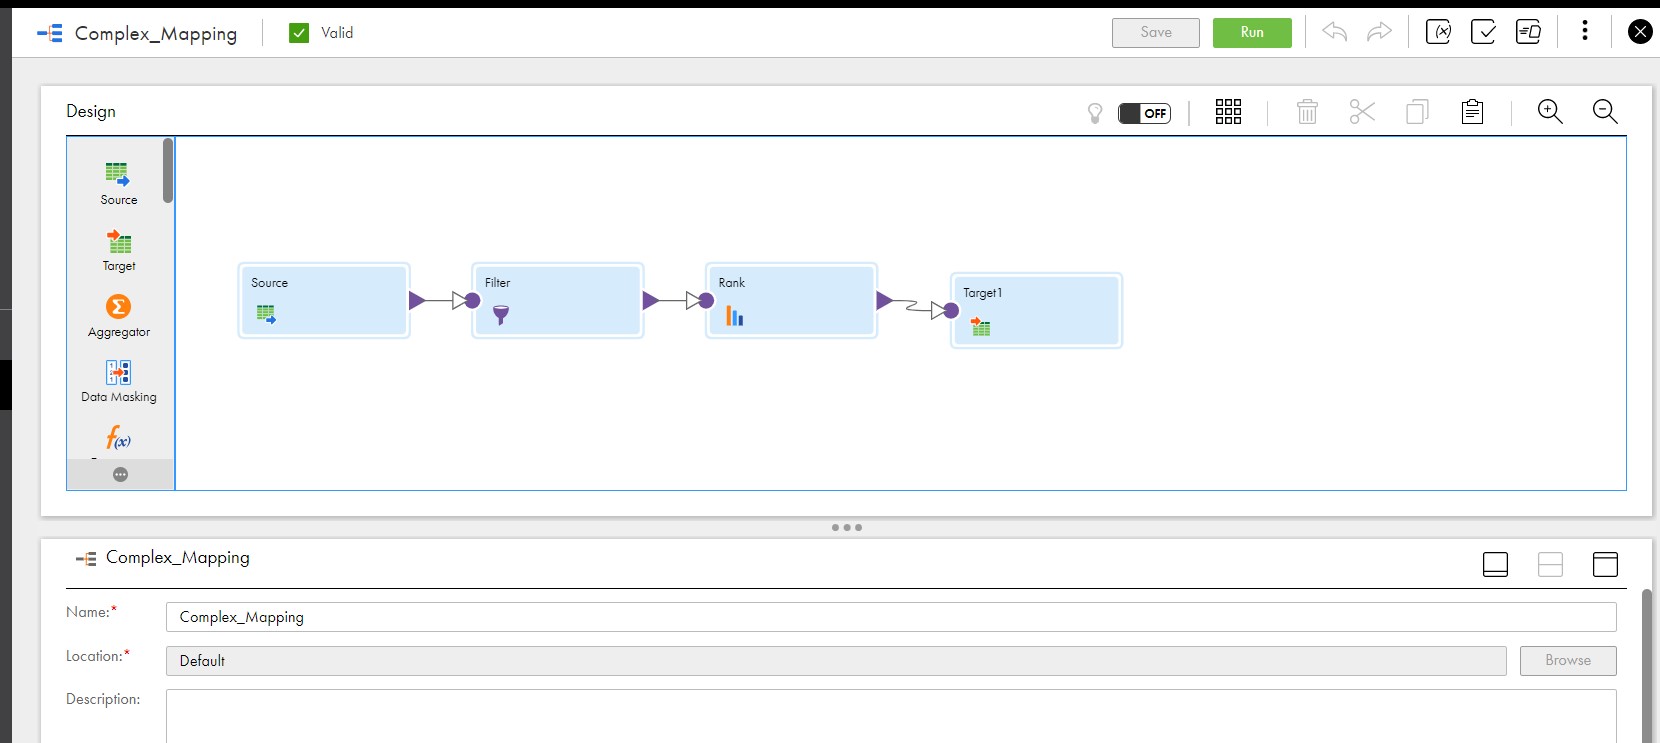 Complex_Mapping
Valid
Save
Run
Design
OFF
Source
Target
Aggregator
Data Masking
f(x)
Source
Filter
Rank
Target1
Complex_Mapping
Name:*
Complex_Mapping
Location:*
Default
Browse
Description: